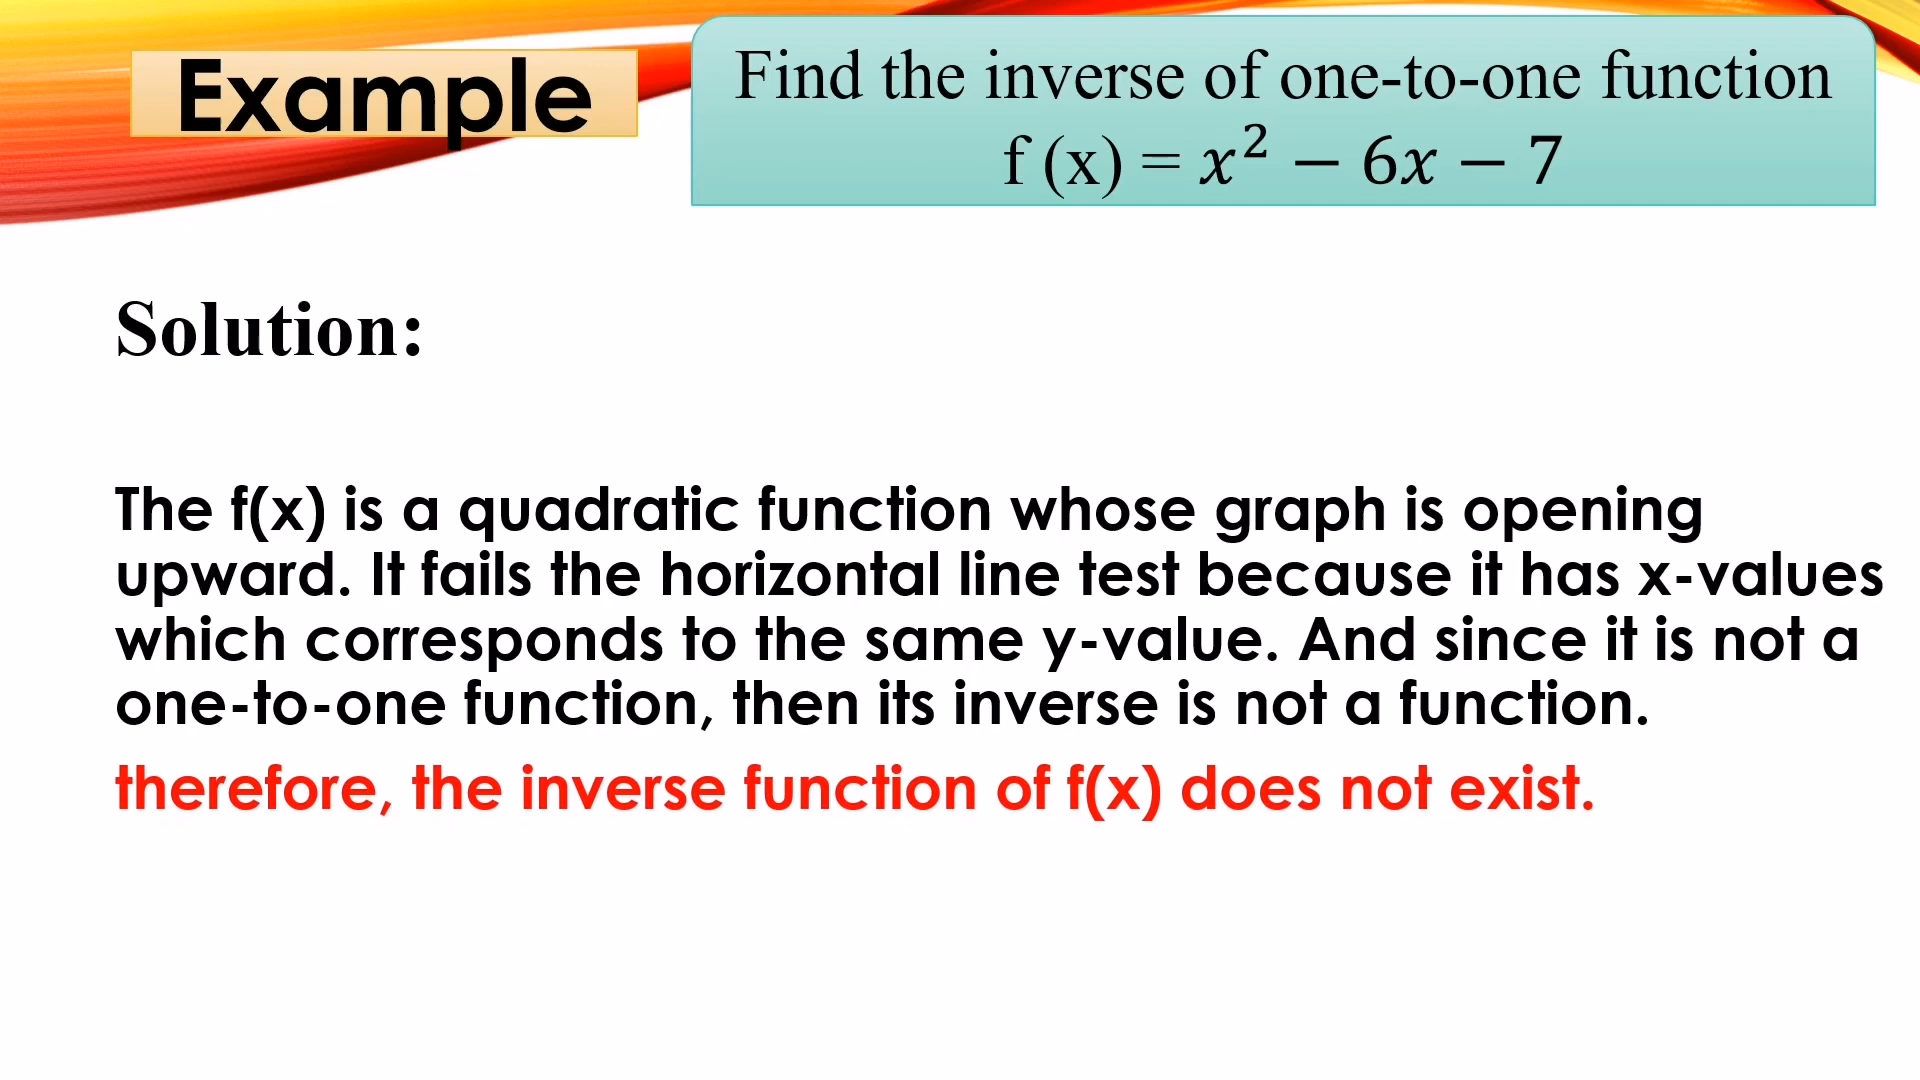 Example
Find the inverse of one-to-one function
f (x) = x² − 6x − 7
Solution:
The f(x) is a quadratic function whose graph is opening
upward. It fails the horizontal line test because it has x-values
which corresponds to the same y-value. And since it is not a
one-to-one function, then its inverse is not a function.
therefore, the inverse function of f(x) does not exist.